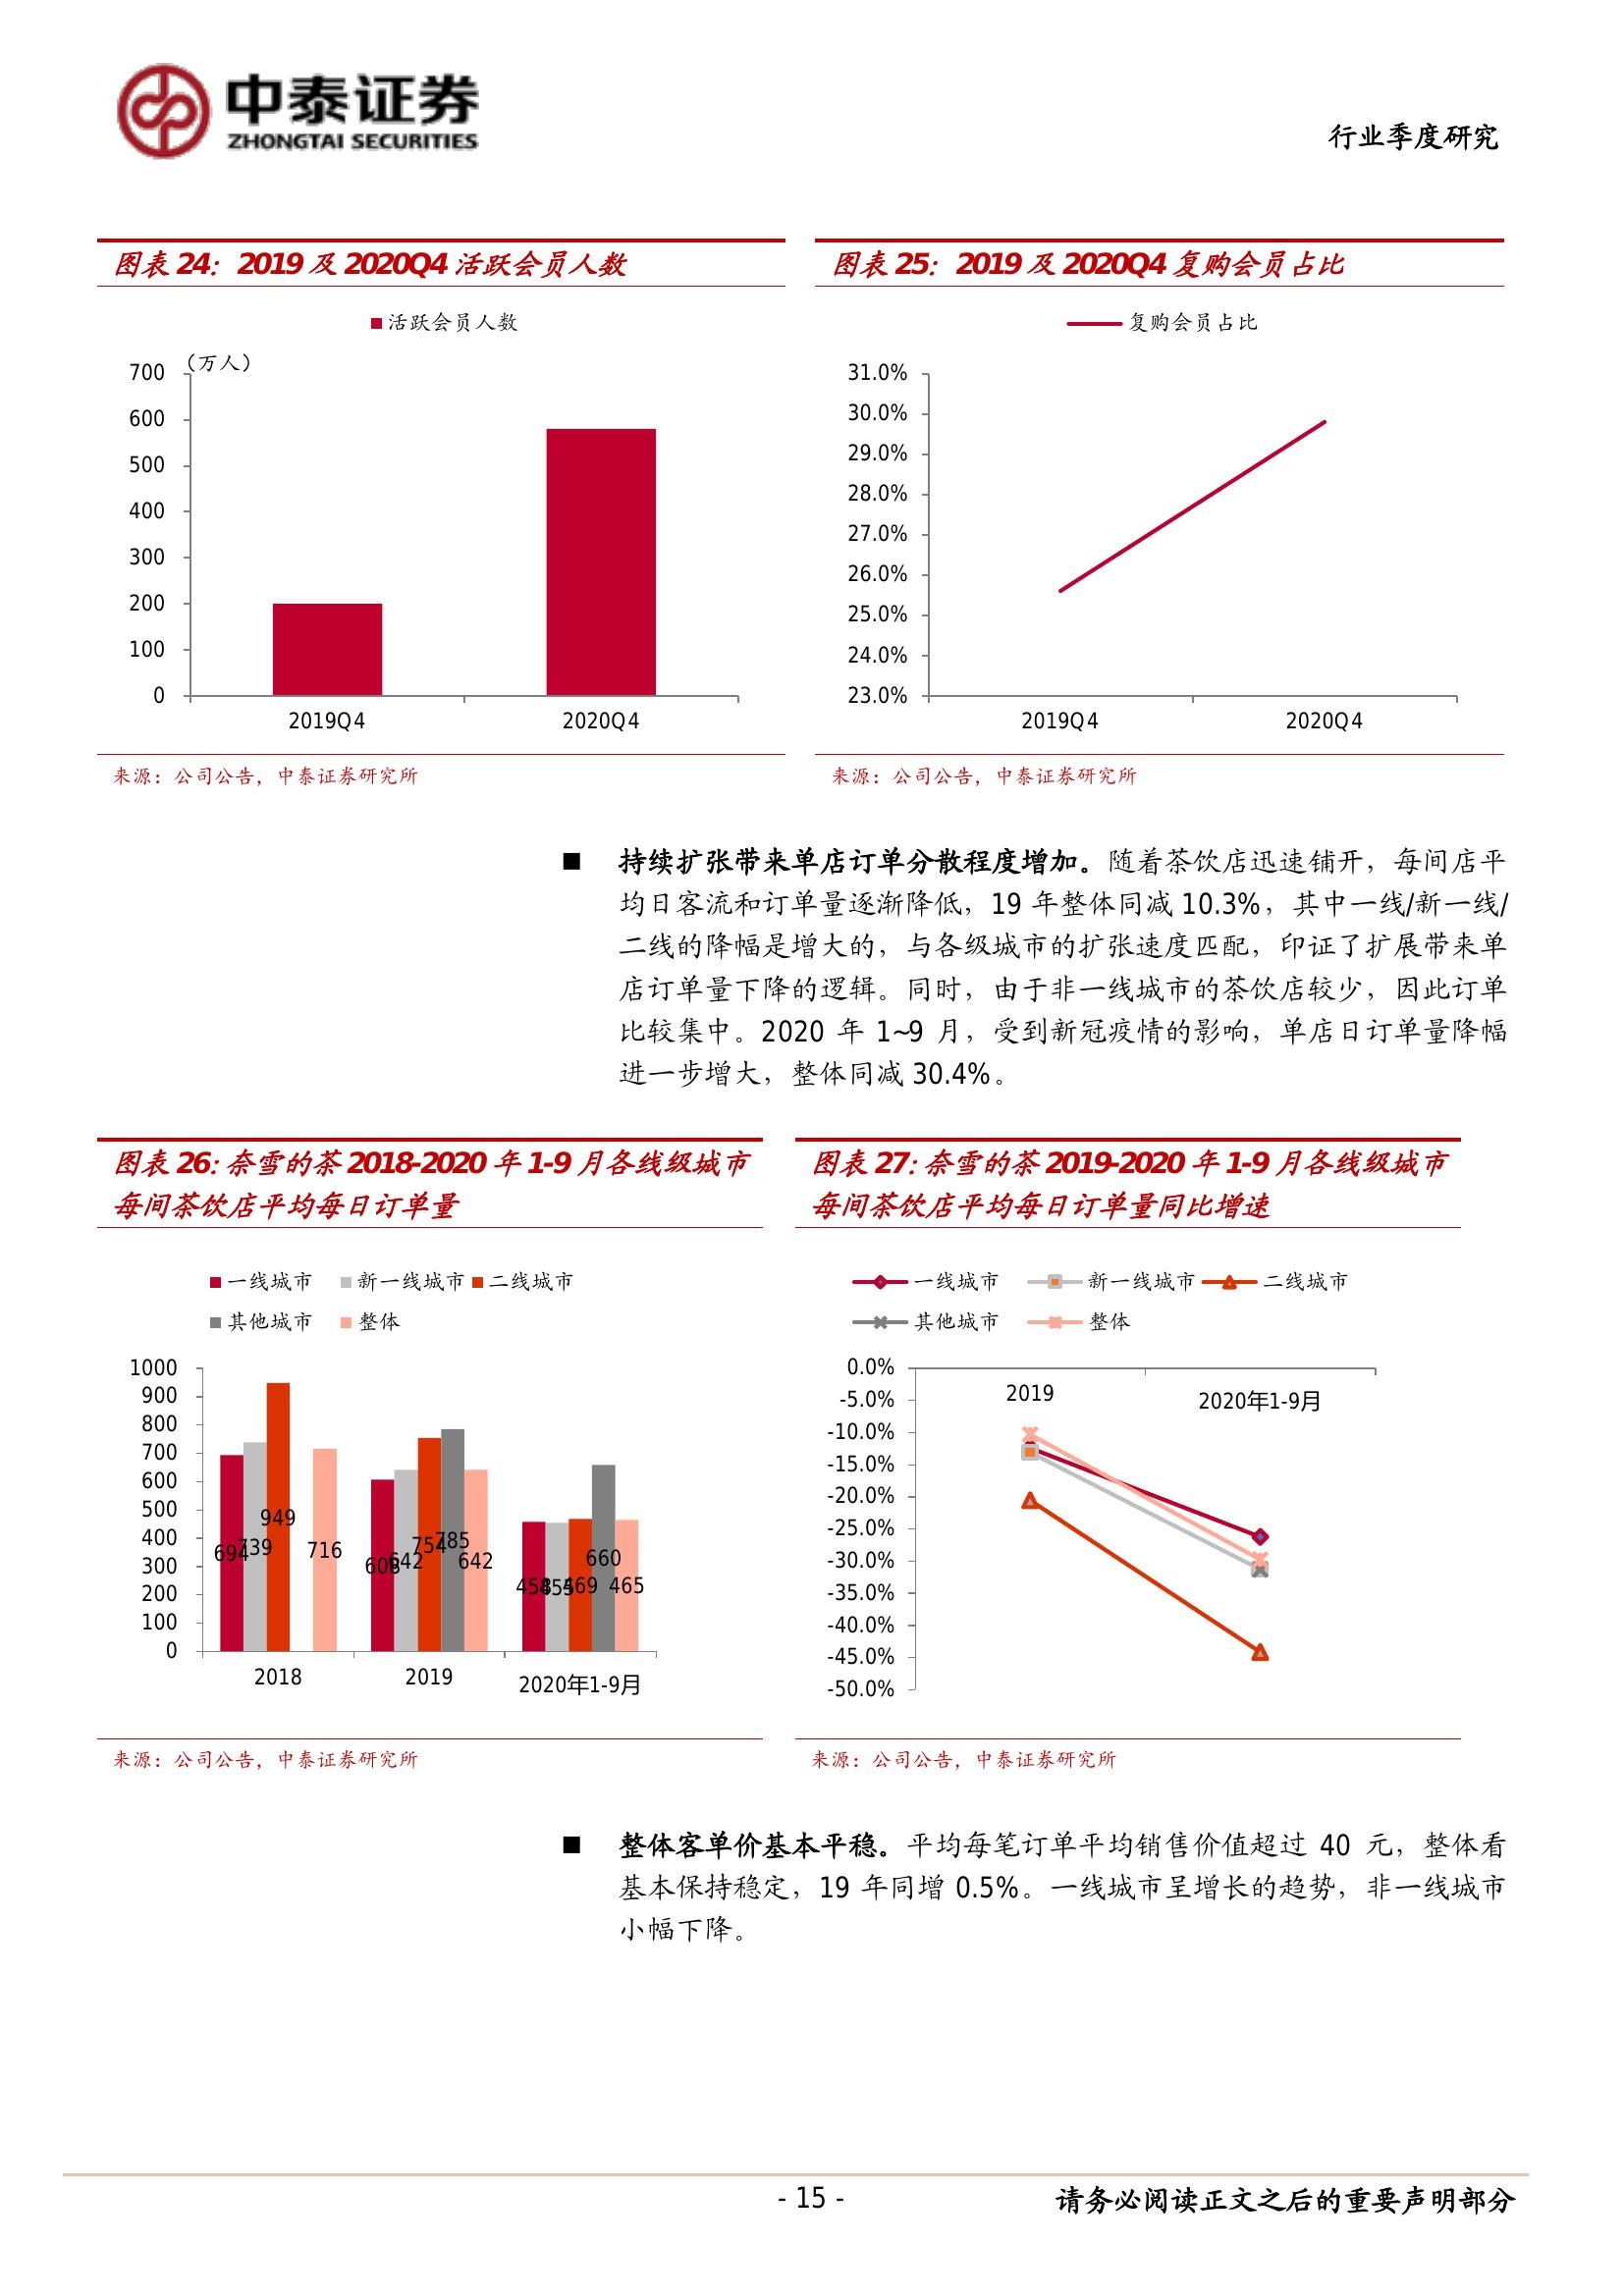 中泰证券
ZHONGTAI SECURITIES
行业季度研究
图表 24：2019 及 2020Q4 活跃会员人数
活跃会员人数
（万人）
700
600
500
400
300
200
100
0
2019Q4
2020Q4
来源：公司公告，中泰证券研究所
图表 25：2019 及 2020Q4 复购会员占比
复购会员占比
31.0%
30.0%
29.0%
28.0%
27.0%
26.0%
25.0%
24.0%
23.0%
2019Q4
2020Q4
来源：公司公告，中泰证券研究所
■ 持续扩张带来单店订单分散程度增加。随着茶饮店迅速铺开，每间店平
均日客流和订单量逐渐降低，19 年整体同减 10.3%，其中一线/新一线/
二线的降幅是增大的，与各级城市的扩张速度匹配，印证了扩展带来单
店订单量下降的逻辑。同时，由于非一线城市的茶饮店较少，因此订单
比较集中。2020 年 1~9 月，受到新冠疫情的影响，单店日订单量降幅
进一步增大，整体同减 30.4%。
图表 26：奈雪的茶 2018-2020 年 1-9 月各线级城市
每间茶饮店平均每日订单量
一线城市 新一线城市 二线城市
其他城市 整体
1000
900
800
700
600
500
400
300
200
100
0
694 739 949 716
608 642 754 785 642
458 455 469 660 465
2018
2019
2020年1-9月
来源：公司公告，中泰证券研究所
图表 27：奈雪的茶 2019-2020 年 1-9 月各线级城市
每间茶饮店平均每日订单量同比增速
一线城市 新一线城市 二线城市
其他城市 整体
0.0%
-5.0%
-10.0%
-15.0%
-20.0%
-25.0%
-30.0%
-35.0%
-40.0%
-45.0%
-50.0%
2019
2020年1-9月
来源：公司公告，中泰证券研究所
■ 整体客单价基本平稳。平均每笔订单平均销售价值超过 40 元，整体看
基本保持稳定，19 年同增 0.5%。一线城市呈增长的趋势，非一线城市
小幅下降。
- 15 -
请务必阅读正文之后的重要声明部分